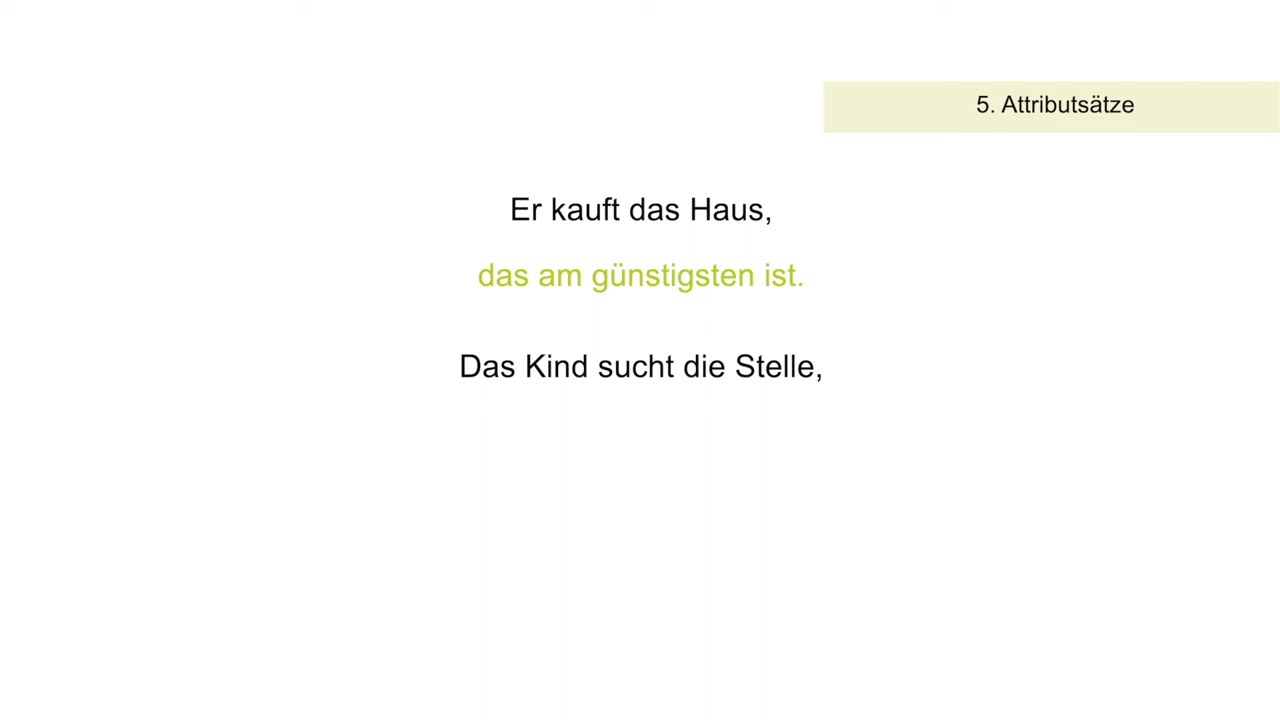 5. Attributsätze
Er kauft das Haus,
das am günstigsten ist.
Das Kind sucht die Stelle,